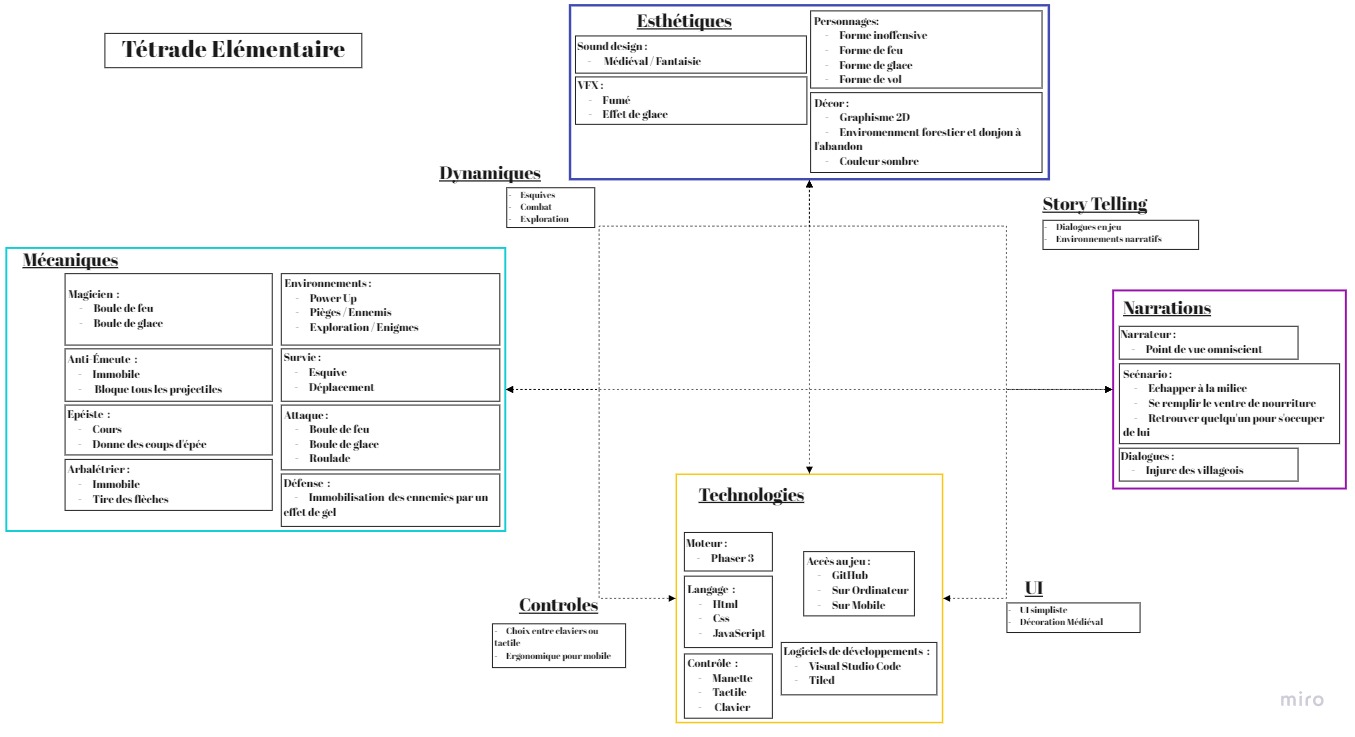 Tétrade Elémentaire
Esthétiques
Sound design :
- Médiéval / Fantaisie
VFX :
- Fumé
- Effet de glace
Personnages:
- Forme inoffensive
- Forme de feu
- Forme de glace
- Forme de vol
Décor :
- Graphisme 2D
- Enviromenment forestier et donjon à
l'abandon
- Couleur sombre
Dynamiques
- Esquives
- Combat
- Exploration
Story Telling
- Dialogues en jeu
- Environnements narratifs
Mécaniques
Magicien :
- Boule de feu
- Boule de glace
Anti-Émeute :
- Immobile
- Bloque tous les projectiles
Epéiste :
- Cours
- Donne des coups d'épée
Arbalétrier :
- Immobile
- Tire des flèches
Environnements :
- Power Up
- Pièges / Ennemis
- Exploration / Enigmes
Survie :
- Esquive
- Déplacement
Attaque :
- Boule de feu
- Boule de glace
- Roulade
Défense :
- Immobilisation des ennemies par un
effet de gel
Narrations
Narrateur :
- Point de vue omniscient
Scénario :
- Echapper à la milice
- Se remplir le ventre de nourriture
- Retrouver quelqu'un pour s'occuper
de lui
Dialogues :
- Injure des villageois
Technologies
Moteur :
- Phaser 3
Langage :
- Html
- Css
- JavaScript
Contrôle :
- Manette
- Tactile
- Clavier
Accès au jeu :
- GitHub
- Sur Ordinateur
- Sur Mobile
Logiciels de développements :
- Visual Studio Code
- Tiled
Controles
- Choix entre claviers ou
tactile
- Ergonomique pour mobile
UI
- UI simpliste
- Décoration Médiéval
miro